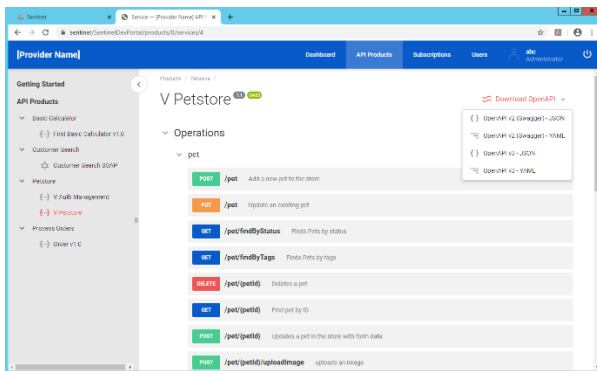 Sentinet
Service — [Provider Name] API P
sentinet/SentinetDevPortal/products/8/services/4
[Provider Name]
Dashboard
API Products
Subscriptions
Users
abc
Administrator
Getting Started
API Products
Basic Calculator
{··} First Basic Calculator v1.0
Customer Search
Customer Search SOAP
Petstore
{··} V Auth Management
{··} V Petstore
Process Orders
{··} Order v1.0
Products / Petstore /
V Petstore 1.1 OAS3
Download OpenAPI
{ } OpenAPI v2 (Swagger) - JSON
OpenAPI v2 (Swagger) - YAML
{ } OpenAPI v3 - JSON
OpenAPI v3 - YAML
Operations
pet
POST /pet Add a new pet to the store
PUT /pet Update an existing pet
GET /pet/findByStatus Finds Pets by status
GET /pet/findByTags Finds Pets by tags
DELETE /pet/{petId} Deletes a pet
GET /pet/{petId} Find pet by ID
POST /pet/{petId} Updates a pet in the store with form data
POST /pet/{petId}/uploadImage uploads an image